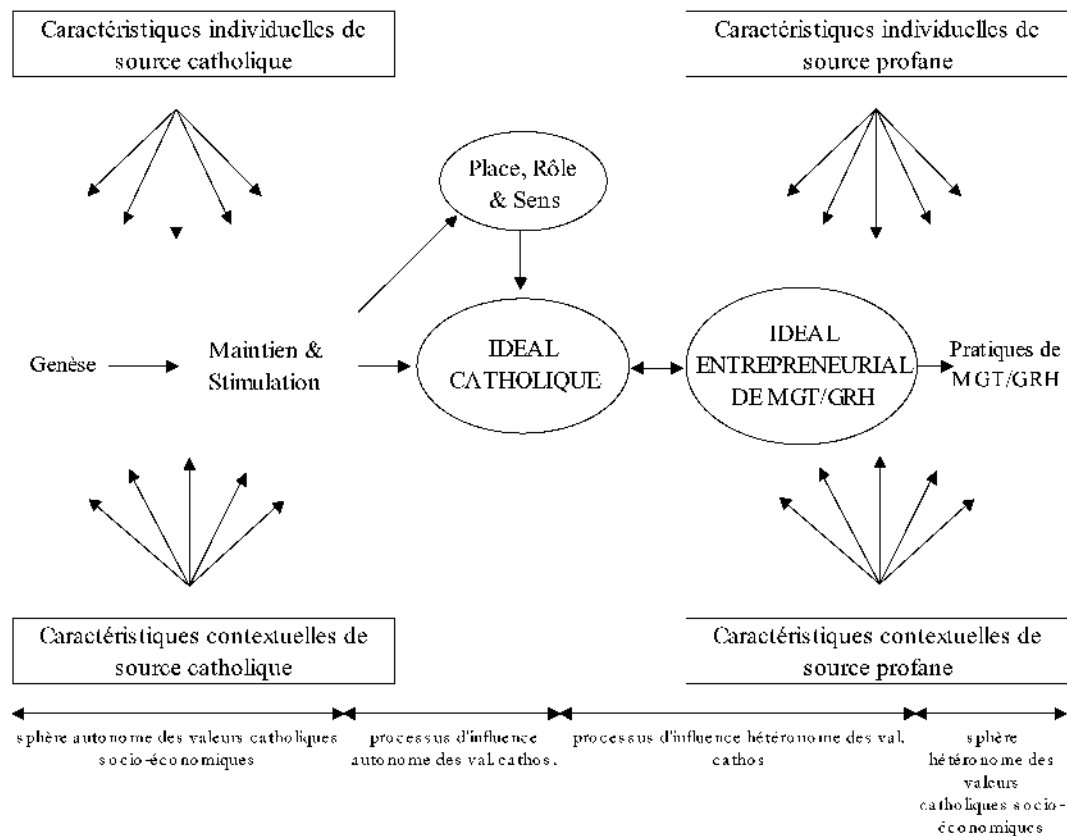 Caractéristiques individuelles de
source catholique
Caractéristiques individuelles de
source profane
Place, Rôle
& Sens
Genèse
Maintien &
Stimulation
IDEAL
CATHOLIQUE
IDEAL
ENTREPRENEURIAL
DE MGT/GRH
Pratiques de
MGT/GRH
Caractéristiques contextuelles de
source catholique
Caractéristiques contextuelles de
source profane
sphère autonome des valeurs catholiques
socio-économiques
processus d'influence
autonome des val. cathos.
processus d'influence hétéronome des val.
cathos
sphère
hétéronome des
valeurs
catholiques socio-
économiques